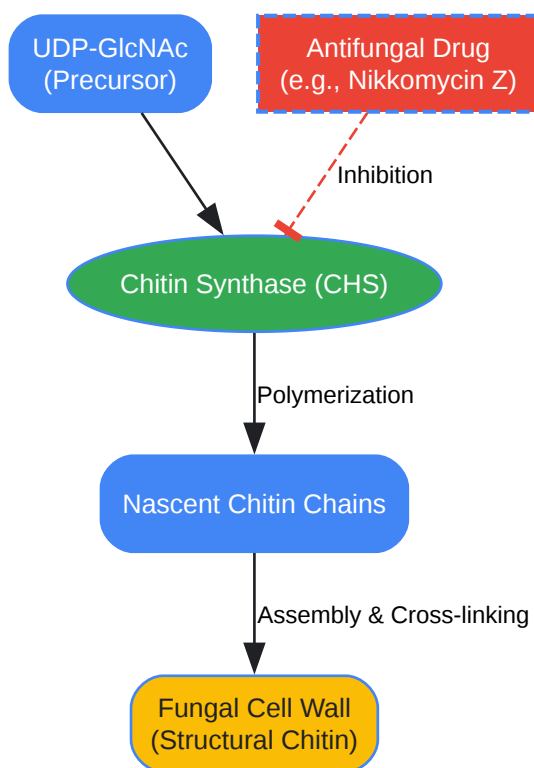 UDP-GlcNAc
(Precursor)
Antifungal Drug
(e.g., Nikkomycin Z)
Inhibition
Chitin Synthase (CHS)
Polymerization
Nascent Chitin Chains
Assembly & Cross-linking
Fungal Cell Wall
(Structural Chitin)